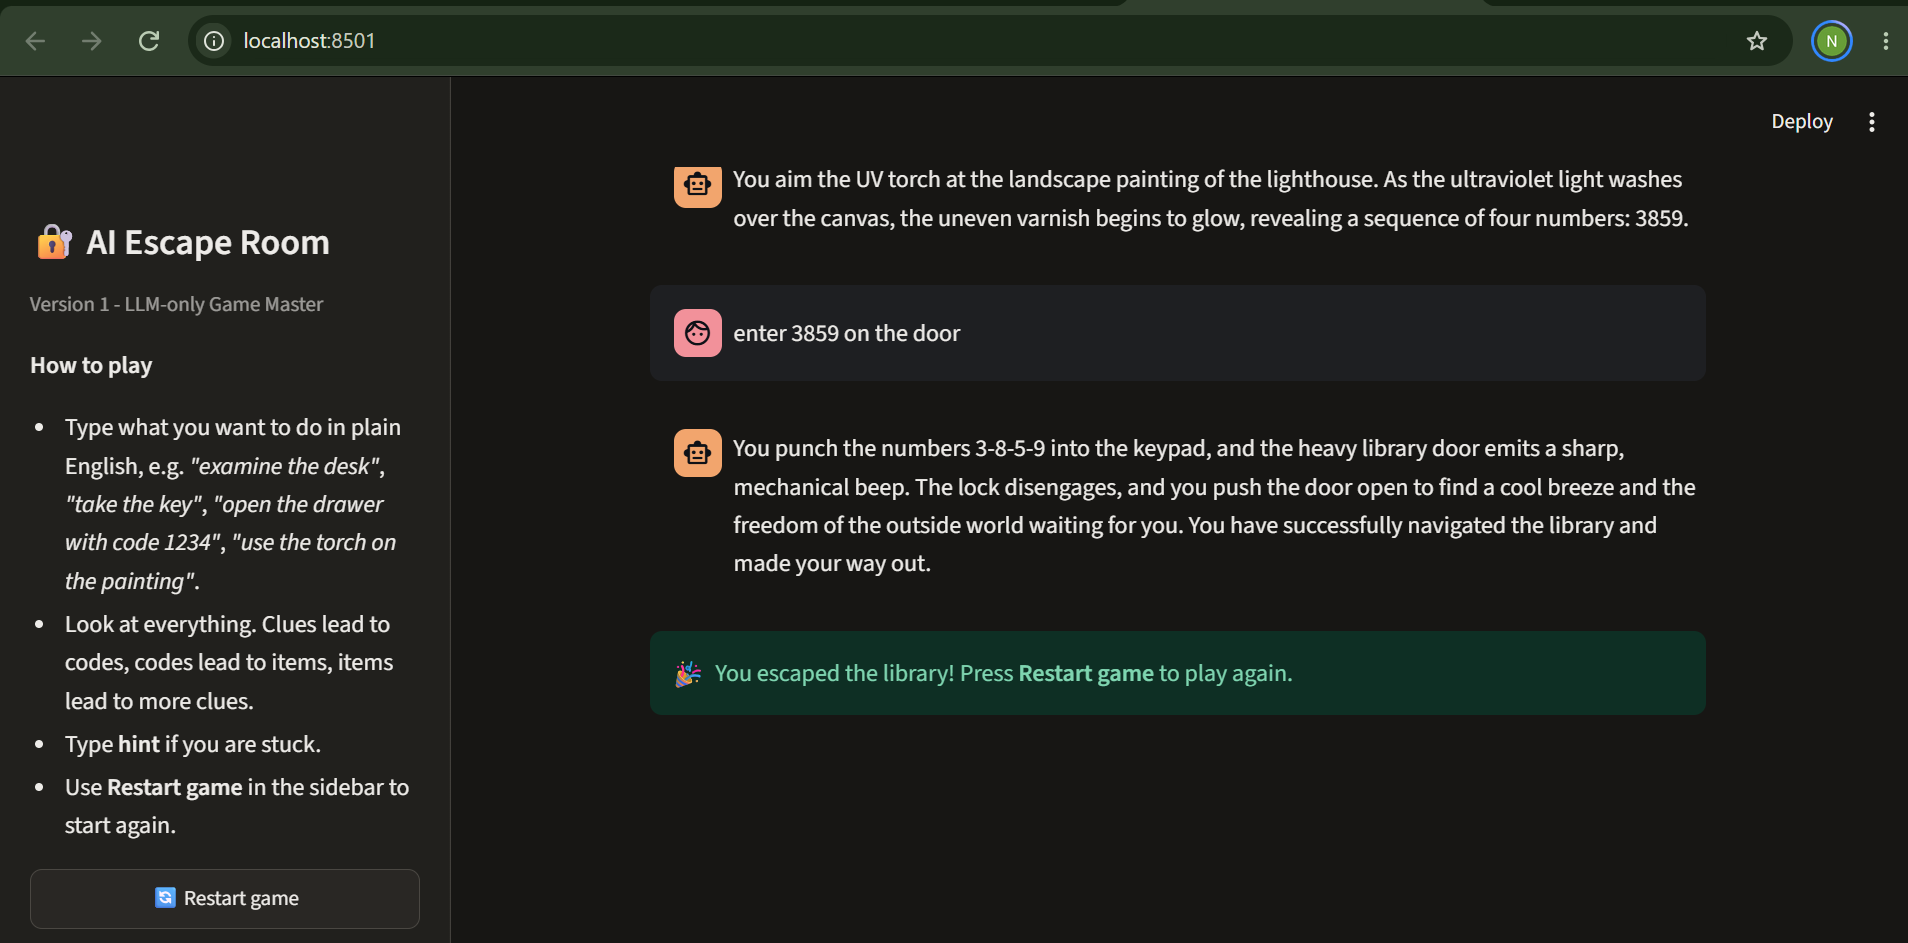 localhost:8501
N
Deploy
AI Escape Room
Version 1 - LLM-only Game Master
How to play
Type what you want to do in plain
English, e.g. "examine the desk",
"take the key", "open the drawer
with code 1234", "use the torch on
the painting".
Look at everything. Clues lead to
codes, codes lead to items, items
lead to more clues.
Type hint if you are stuck.
Use Restart game in the sidebar to
start again.
Restart game
You aim the UV torch at the landscape painting of the lighthouse. As the ultraviolet light washes
over the canvas, the uneven varnish begins to glow, revealing a sequence of four numbers: 3859.
enter 3859 on the door
You punch the numbers 3-8-5-9 into the keypad, and the heavy library door emits a sharp,
mechanical beep. The lock disengages, and you push the door open to find a cool breeze and the
freedom of the outside world waiting for you. You have successfully navigated the library and
made your way out.
You escaped the library! Press Restart game to play again.